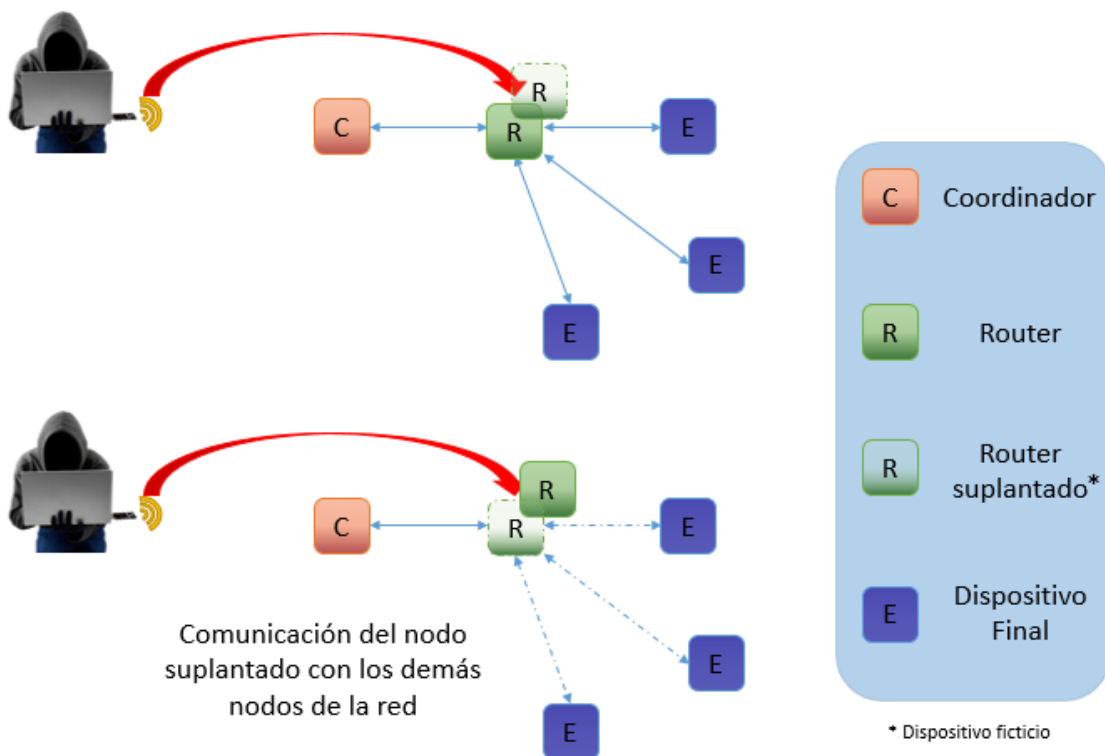 R
C
R
E
E
E
C
Coordinador
R
Router
R
Router
suplantado*
E
Dispositivo
Final
* Dispositivo ficticio
R
C
R
E
E
E
Comunicación del nodo
suplantado con los demás
nodos de la red